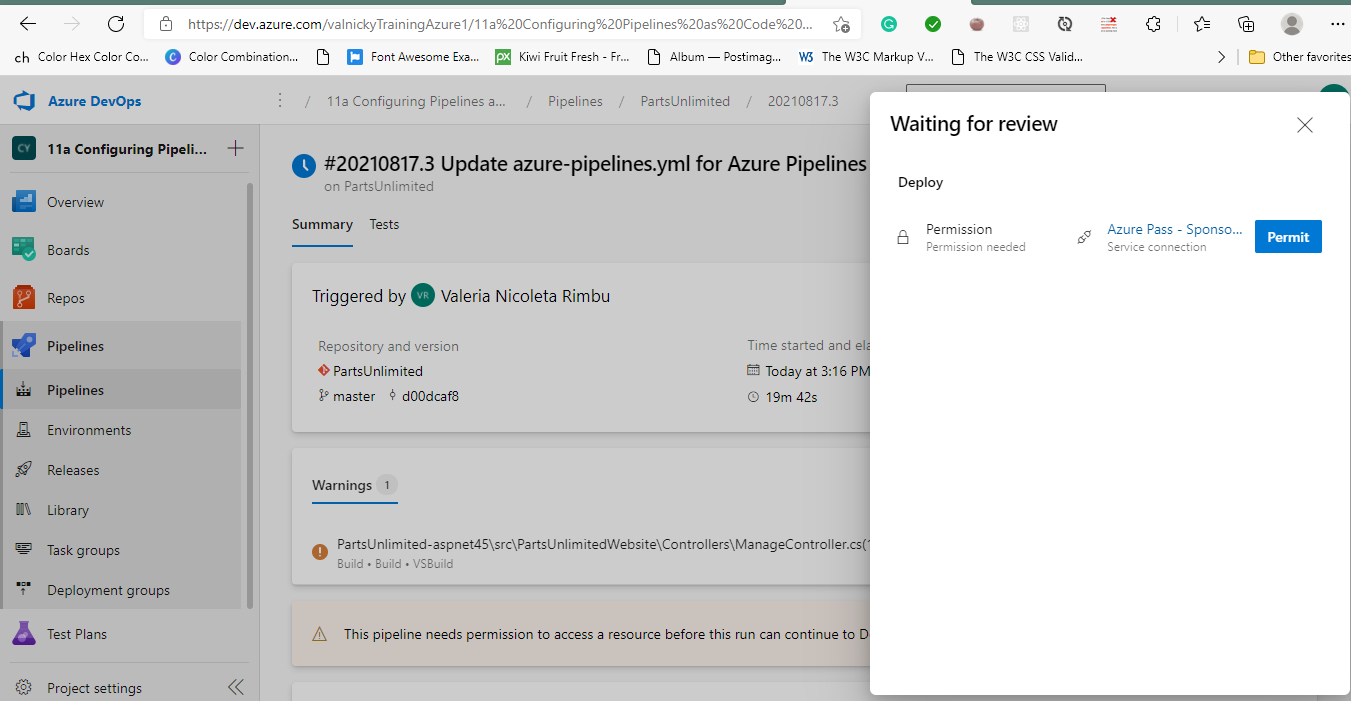 https://dev.azure.com/valnickyTrainingAzure1/11a%20Configuring%20Pipelines%20as%20Code%20...
ch Color Hex Color Co... C Color Combination... Font Awesome Exa... px Kiwi Fruit Fresh - Fr... Album — Postimag... W3 The W3C Markup V... The W3C CSS Valid... Other favorites
Azure DevOps
/ 11a Configuring Pipelines a... / Pipelines / PartsUnlimited / 20210817.3
CY 11a Configuring Pipeli...
Overview
Boards
Repos
Pipelines
Pipelines
Environments
Releases
Library
Task groups
Deployment groups
Test Plans
Project settings
#20210817.3 Update azure-pipelines.yml for Azure Pipelines
on PartsUnlimited
Summary Tests
Triggered by VR Valeria Nicoleta Rimbu
Repository and version
PartsUnlimited
master d00dcaf8
Time started and ela
Today at 3:16 PM
19m 42s
Warnings 1
PartsUnlimited-aspnet45\src\PartsUnlimitedWebsite\Controllers\ManageController.cs(1
Build • Build • VSBuild
This pipeline needs permission to access a resource before this run can continue to D
Waiting for review
Deploy
Permission
Permission needed
Azure Pass - Sponso...
Service connection
Permit